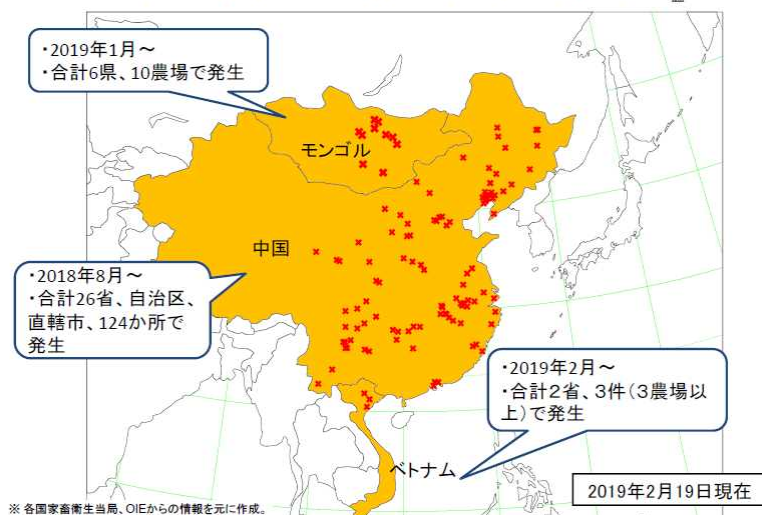 ・2019年1月～
・合計6県、10農場で発生
モンゴル
中国
・2018年8月～
・合計26省、自治区、
直轄市、124か所で
発生
・2019年2月～
・合計２省、３件（３農場以
上）で発生
ベトナム
2019年2月19日現在
※ 各国家畜衛生当局、OIEからの情報を元に作成。